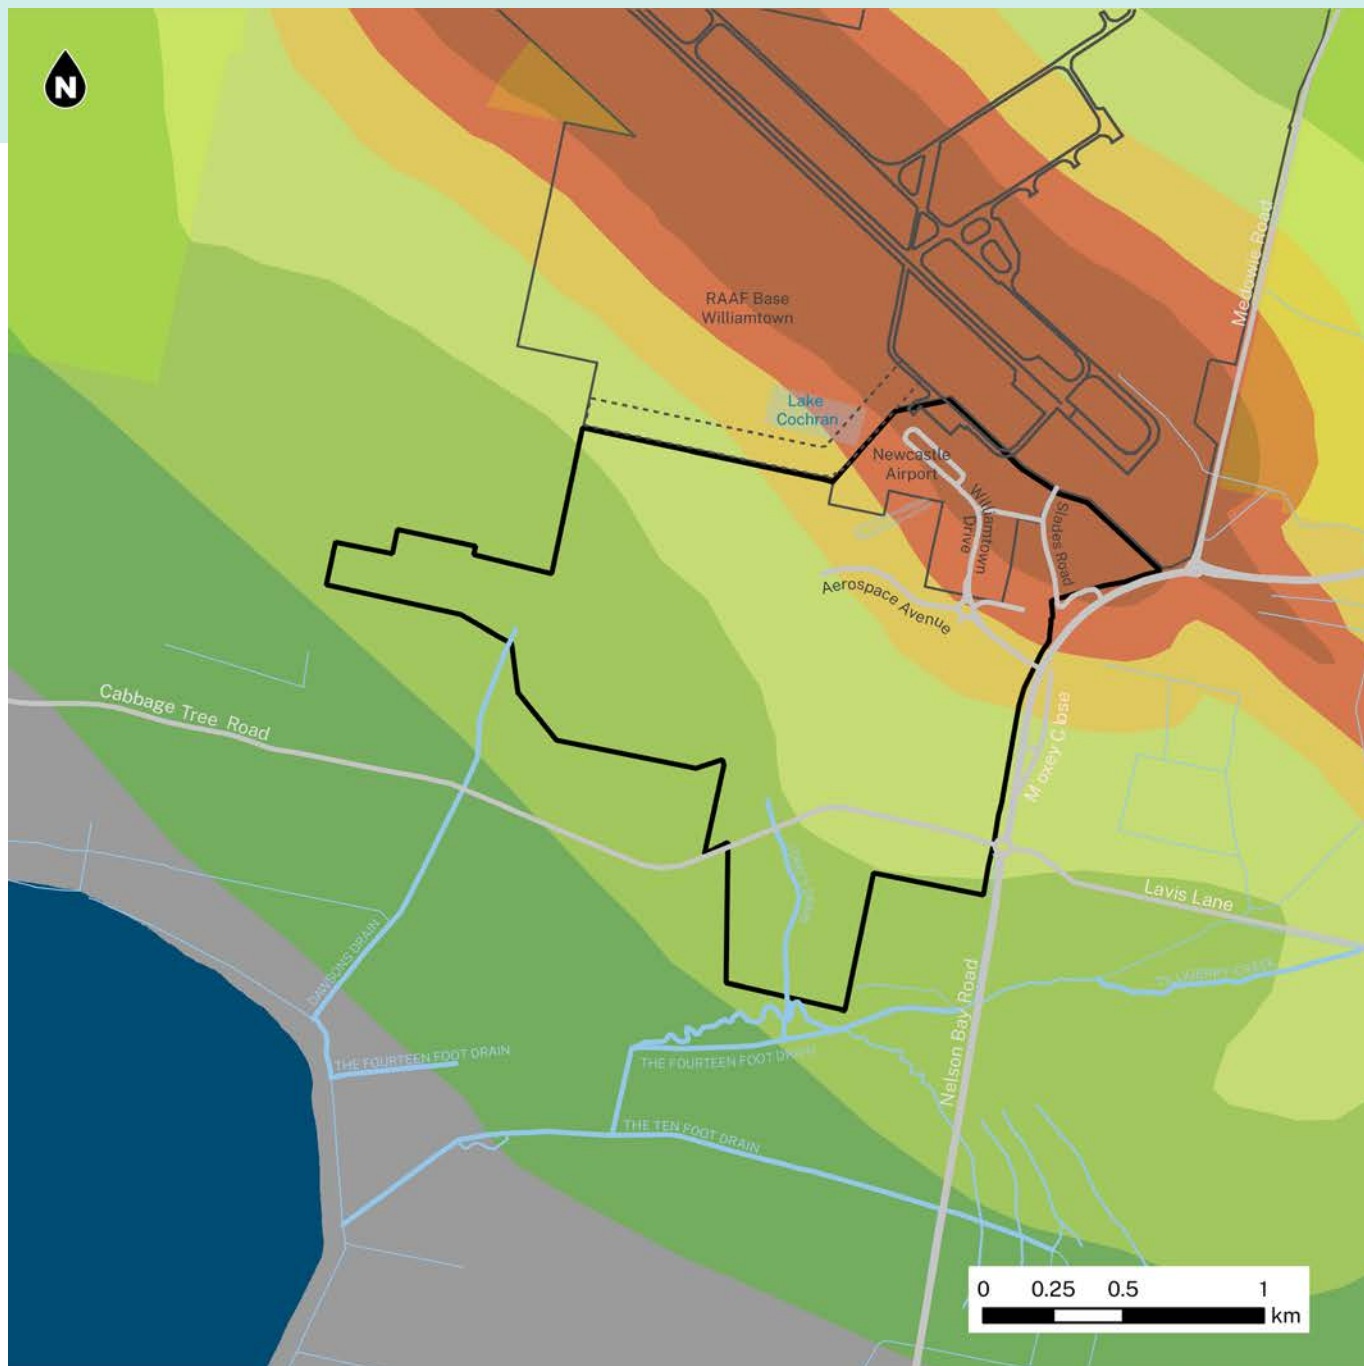 N
Medowie Road
RAAF Base
Williamtown
Lake
Cochran
Newcastle
Airport
Williamtown
Drive
Slades Road
Aerospace Avenue
Cabbage Tree Road
Moxey Close
Lavis Lane
DAWSONS DRAIN
Nelson Bay Road
THE FOURTEEN FOOT DRAIN
THE FOURTEEN FOOT DRAIN
THE TEN FOOT DRAIN
0 0.25 0.5 1
km